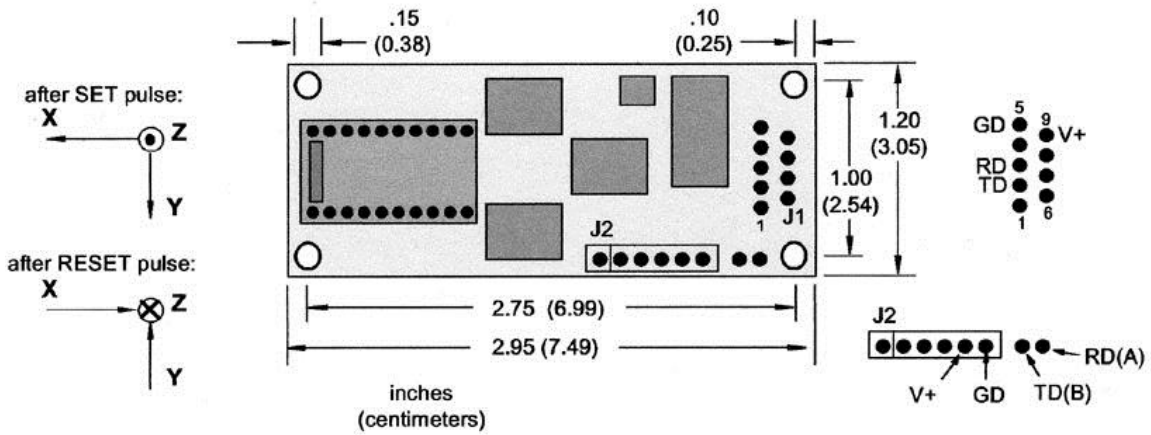 .15
(0.38)
.10
(0.25)
after SET pulse:
X
Z
Y
after RESET pulse:
X
Z
Y
1.20
(3.05)
1.00
(2.54)
1
J1
J2
2.75 (6.99)
2.95 (7.49)
inches
(centimeters)
5
9
GD
V+
RD
TD
6
1
J2
V+
GD
TD(B)
RD(A)